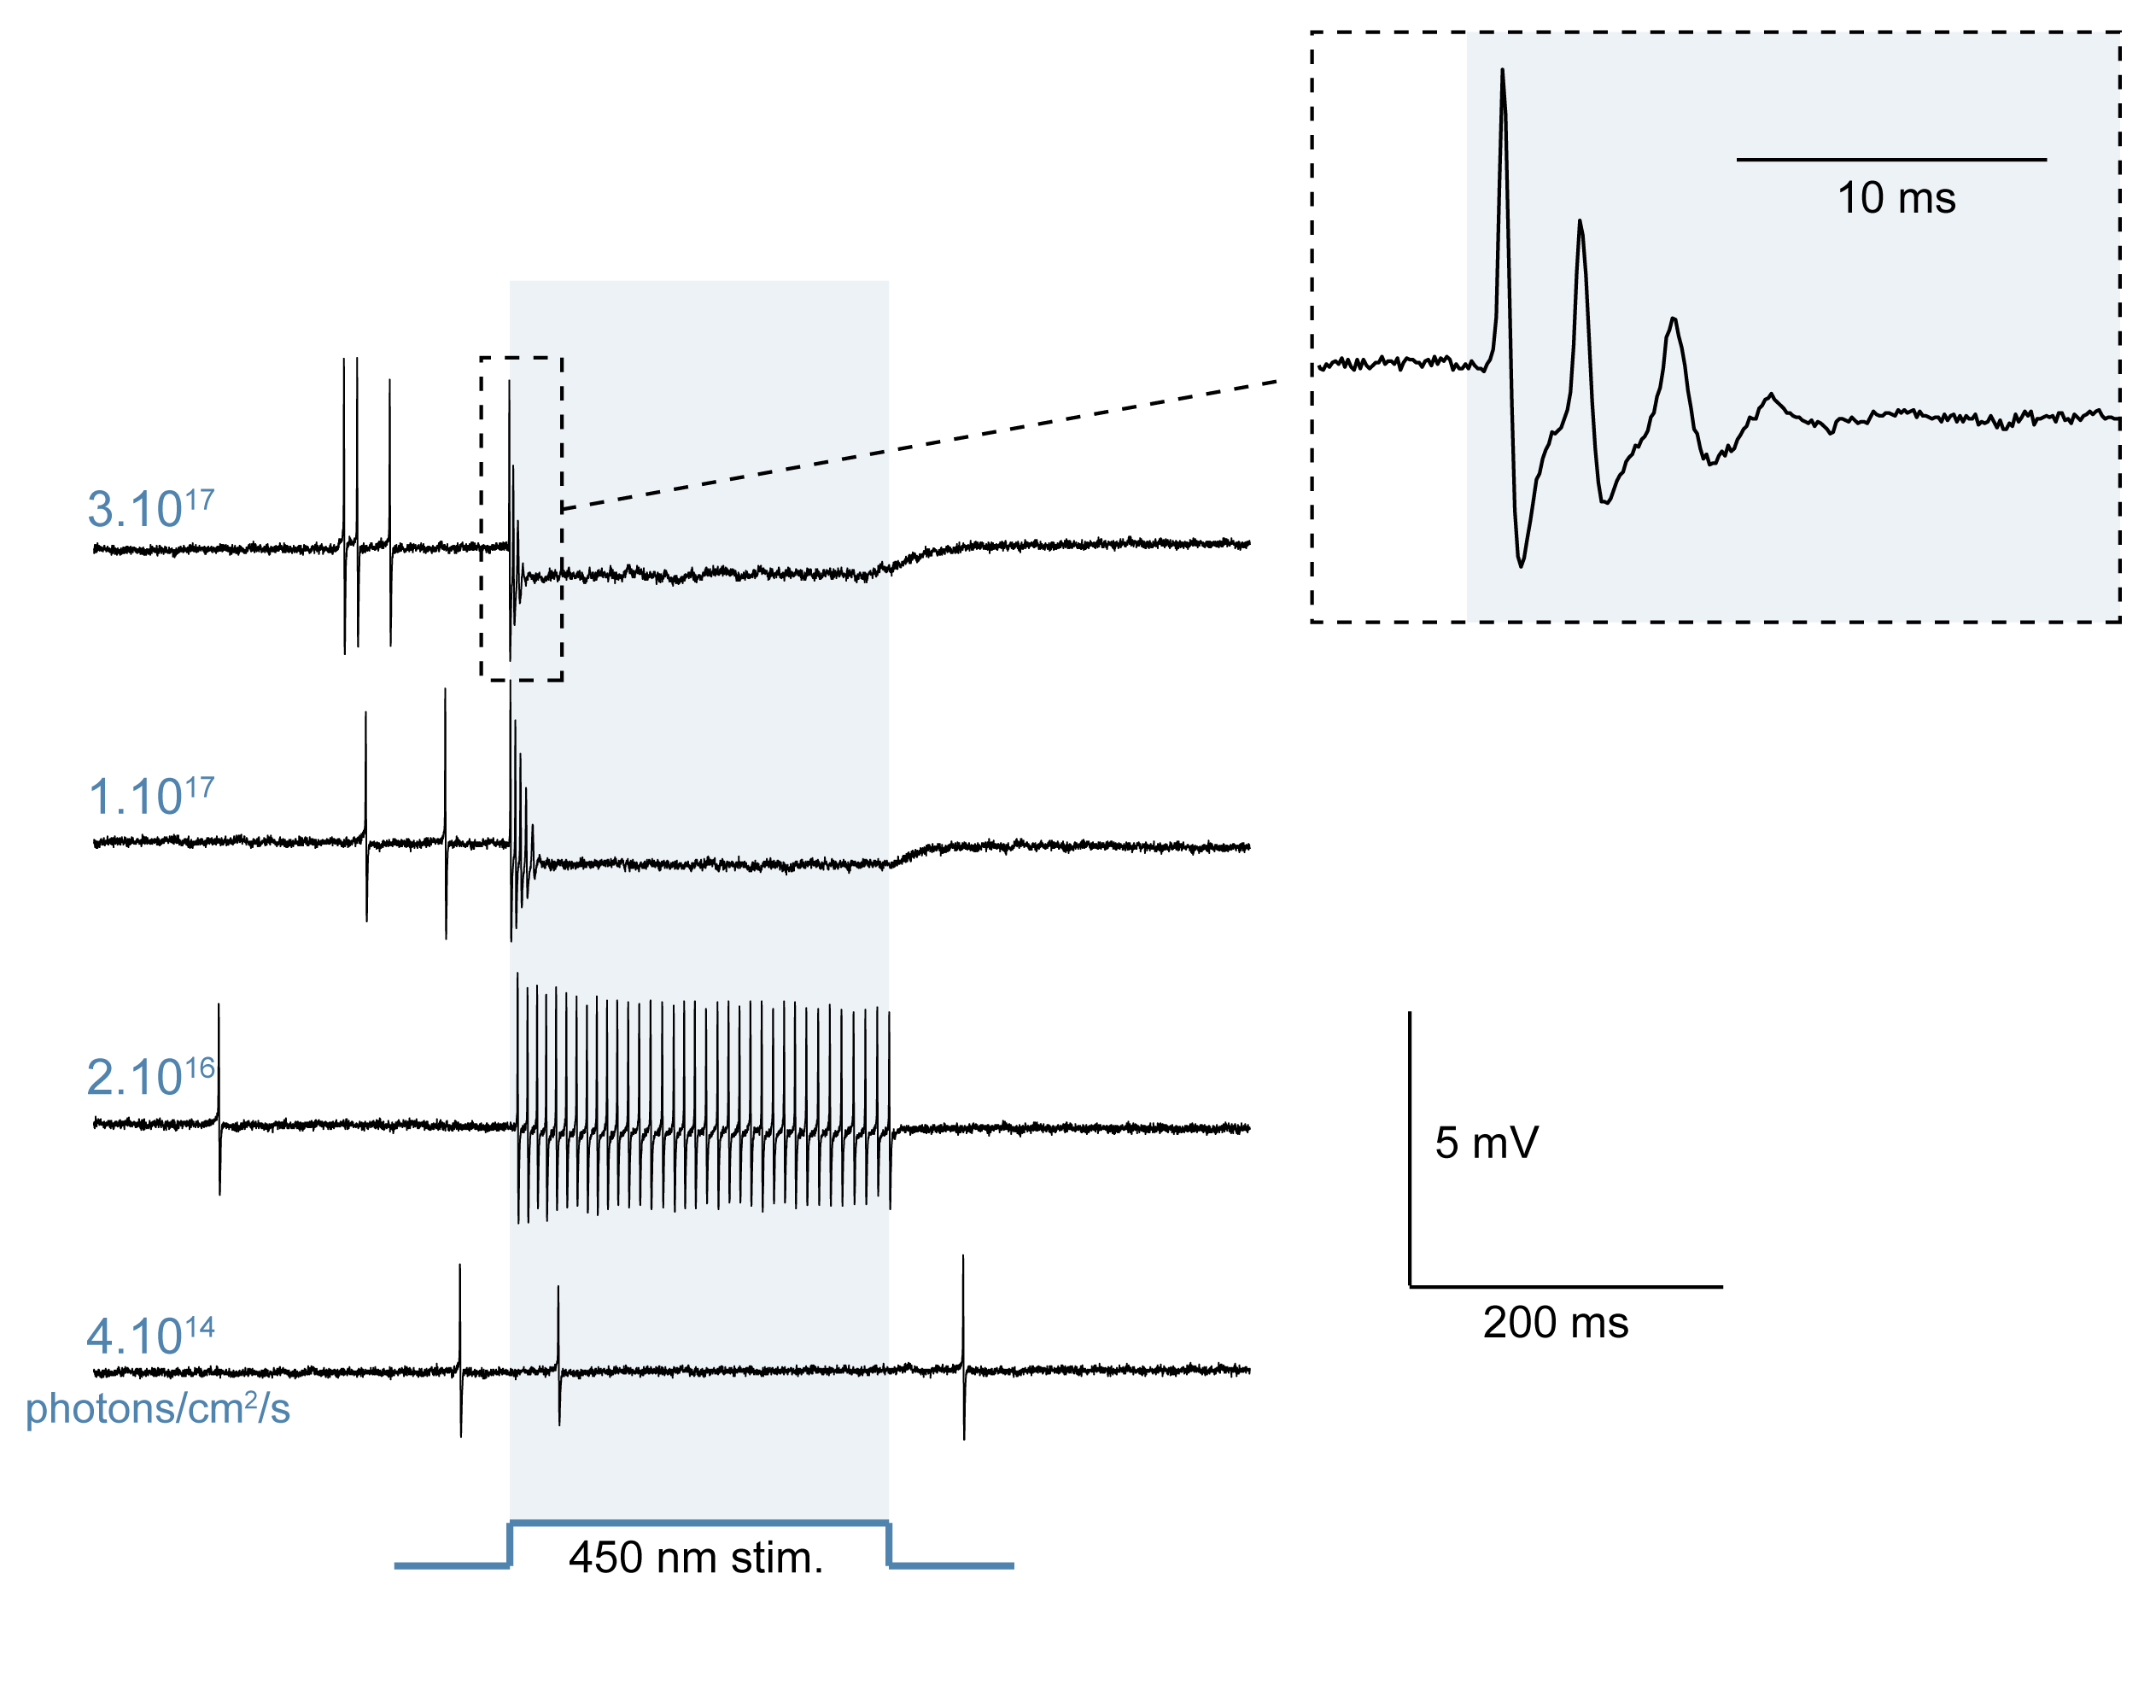 10 ms
3.10¹⁷
1.10¹⁷
2.10¹⁶
5 mV
200 ms
4.10¹⁴
photons/cm²/s
450 nm stim.